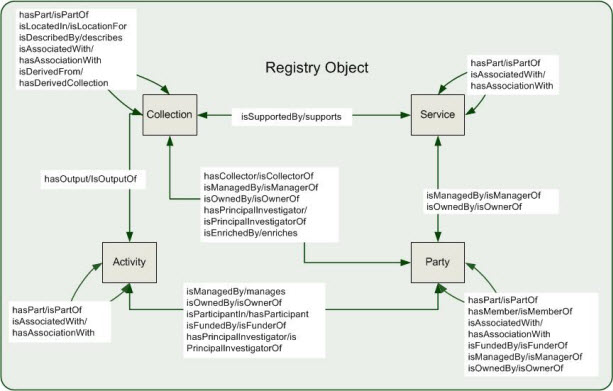 hasPart/isPartOf
isLocatedIn/isLocationFor
isDescribedBy/describes
isAssociatedWith/
hasAssociationWith
isDerivedFrom/
hasDerivedCollection
Registry Object
hasPart/isPartOf
isAssociatedWith/
hasAssociationWith
Collection
isSupportedBy/supports
Service
hasOutput/IsOutputOf
hasCollector/isCollectorOf
isManagedBy/isManagerOf
isOwnedBy/isOwnerOf
hasPrincipalInvestigator/
isPrincipalInvestigatorOf
isEnrichedBy/enriches
isManagedBy/isManagerOf
isOwnedBy/isOwnerOf
Activity
Party
hasPart/isPartOf
isAssociatedWith/
hasAssociationWith
isManagedBy/manages
isOwnedBy/isOwnerOf
isParticipantIn/hasParticipant
isFundedBy/isFunderOf
hasPrincipalInvestigator/is
PrincipalInvestigatorOf
hasPart/isPartOf
hasMember/isMemberOf
isAssociatedWith/
hasAssociationWith
isFundedBy/isFunderOf
isManagedBy/isManagerOf
isOwnedBy/isOwnerOf